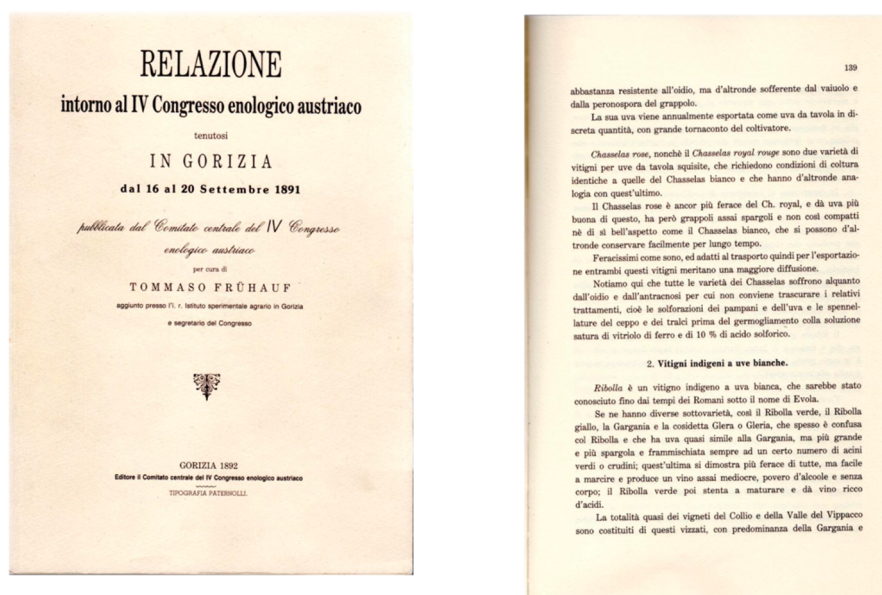 RELAZIONE
intorno al IV Congresso enologico austriaco
tenutosi
IN GORIZIA
dal 16 al 20 Settembre 1891
pubblicata dal Comitato centrale del IV Congresso
enologico austriaco
per cura di
TOMMASO FRÜHAUF
aggiunto presso l'i. r. Istituto sperimentale agrario in Gorizia
e segretario del Congresso
GORIZIA 1892
Editore il Comitato centrale del IV Congresso enologico austriaco
TIPOGRAFIA PATERNOLLI.
139
abbastanza resistente all'oidio, ma d'altronde sofferente dal vaiuolo e
dalla peronospora del grappolo.
La sua uva viene annualmente esportata come uva da tavola in di-
screta quantità, con grande tornaconto del coltivatore.
Chasselas rose, nonchè il Chasselas royal rouge sono due varietà di
vitigni per uve da tavola squisite, che richiedono condizioni di coltura
identiche a quelle del Chasselas bianco e che hanno d'altronde ana-
logia con quest'ultimo.
Il Chasselas rose è ancor più ferace del Ch. royal, e dà uva più
buona di questo, ha però grappoli assai spargoli e non così compatti
nè di sì bell'aspetto come il Chasselas bianco, che si possono d'al-
tronde conservare facilmente per lungo tempo.
Feracissimi come sono, ed adatti al trasporto quindi per l'esportazio-
ne entrambi questi vitigni meritano una maggiore diffusione.
Notiamo qui che tutte le varietà dei Chasselas soffrono alquanto
dall'oidio e dall'antracnosi per cui non conviene trascurare i relativi
trattamenti, cioè le solforazioni dei pampani e dell'uva e le spennel-
lature del ceppo e dei tralci prima del germogliamento colla soluzione
satura di vitriolo di ferro e di 10 % di acido solforico.
2. Vitigni indigeni a uve bianche.
Ribolla è un vitigno indigeno a uva bianca, che sarebbe stato
conosciuto fino dai tempi dei Romani sotto il nome di Evola.
Se ne hanno diverse sottovarietà, così il Ribolla verde, il Ribolla
giallo, la Gargania e la cosidetta Glera o Gleria, che spesso è confusa
col Ribolla e che ha uva quasi simile alla Gargania, ma più grande
e più spargola e frammischiata sempre ad un certo numero di acini
verdi o crudini; quest'ultima si dimostra più ferace di tutte, ma facile
a marcire e produce un vino assai mediocre, povero d'alcoole e senza
corpo; il Ribolla verde poi stenta a maturare e dà vino ricco
d'acidi.
La totalità quasi dei vigneti del Collio e della Valle del Vippacco
sono costituiti di questi vizzati, con predominanza della Gargania e